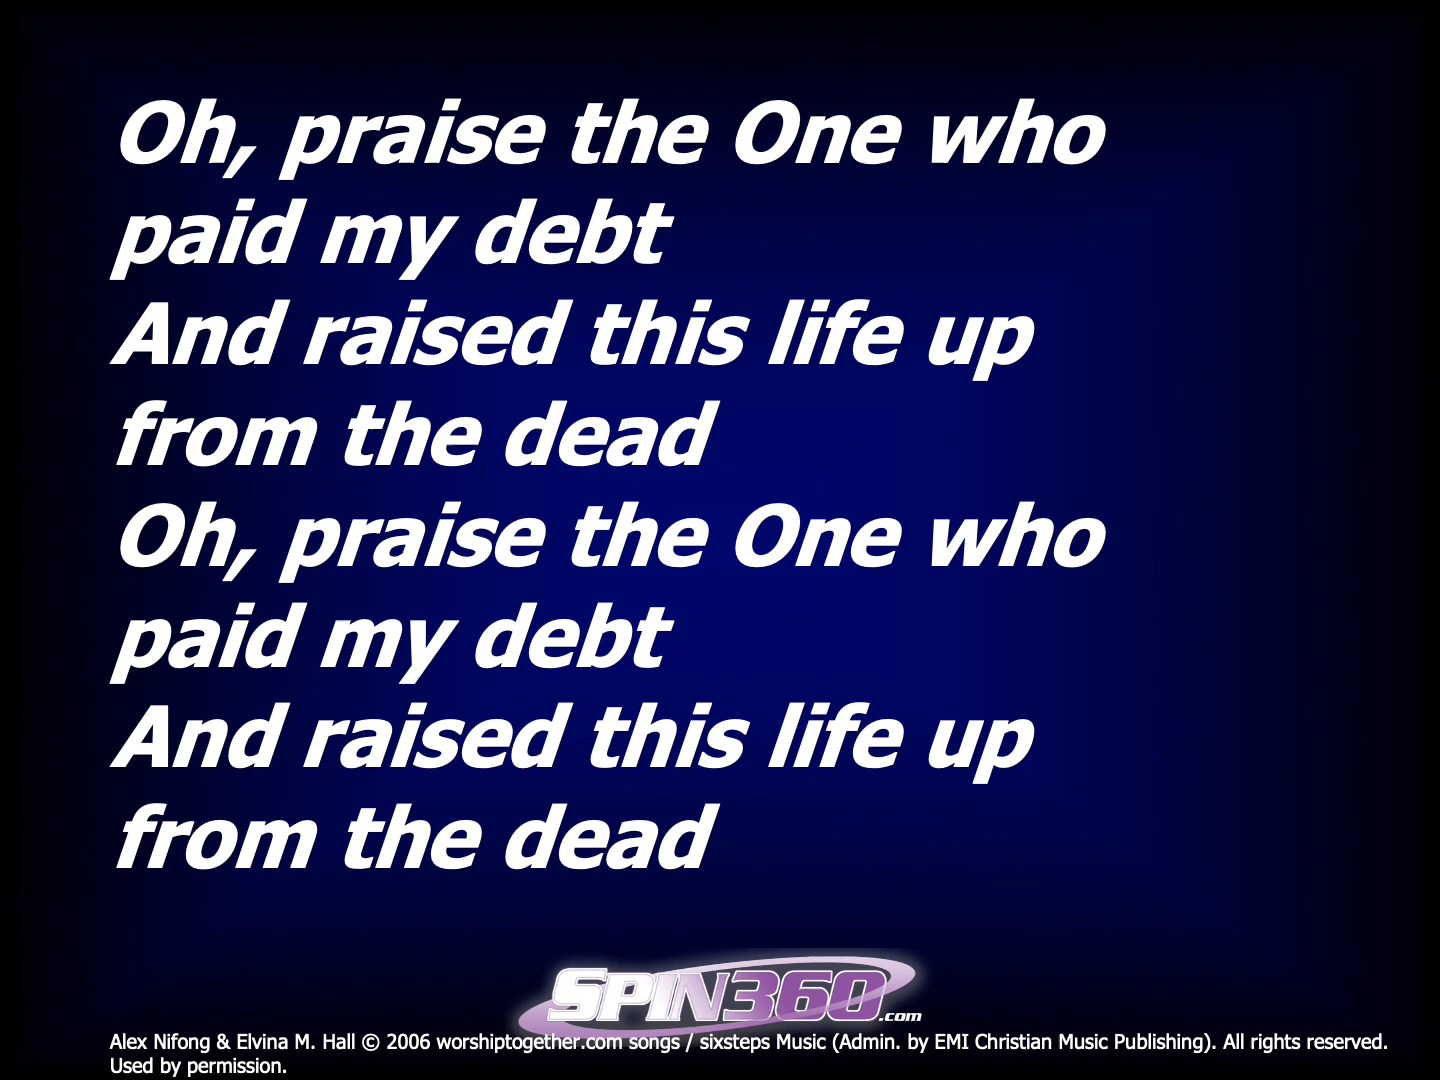 Oh, praise the One who
paid my debt
And raised this life up
from the dead
Oh, praise the One who
paid my debt
And raised this life up
from the dead
SPIN360.com
Alex Nifong & Elvina M. Hall © 2006 worshiptogether.com songs / sixsteps Music (Admin. by EMI Christian Music Publishing). All rights reserved.
Used by permission.